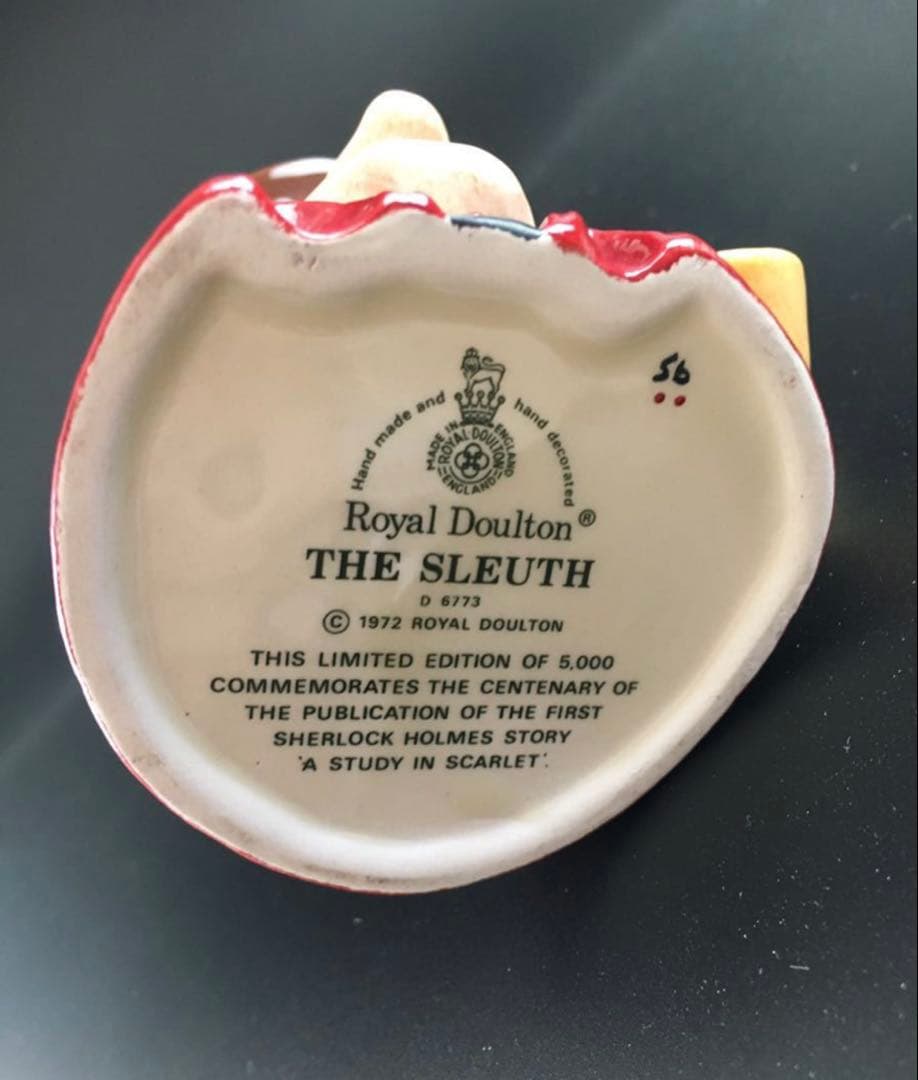 56
Hand made and hand decorated
MADE IN ENGLAND
ROYAL DOULTON
ENGLAND
Royal Doulton®
THE SLEUTH
D 6773
© 1972 ROYAL DOULTON
THIS LIMITED EDITION OF 5,000
COMMEMORATES THE CENTENARY OF
THE PUBLICATION OF THE FIRST
SHERLOCK HOLMES STORY
'A STUDY IN SCARLET'.